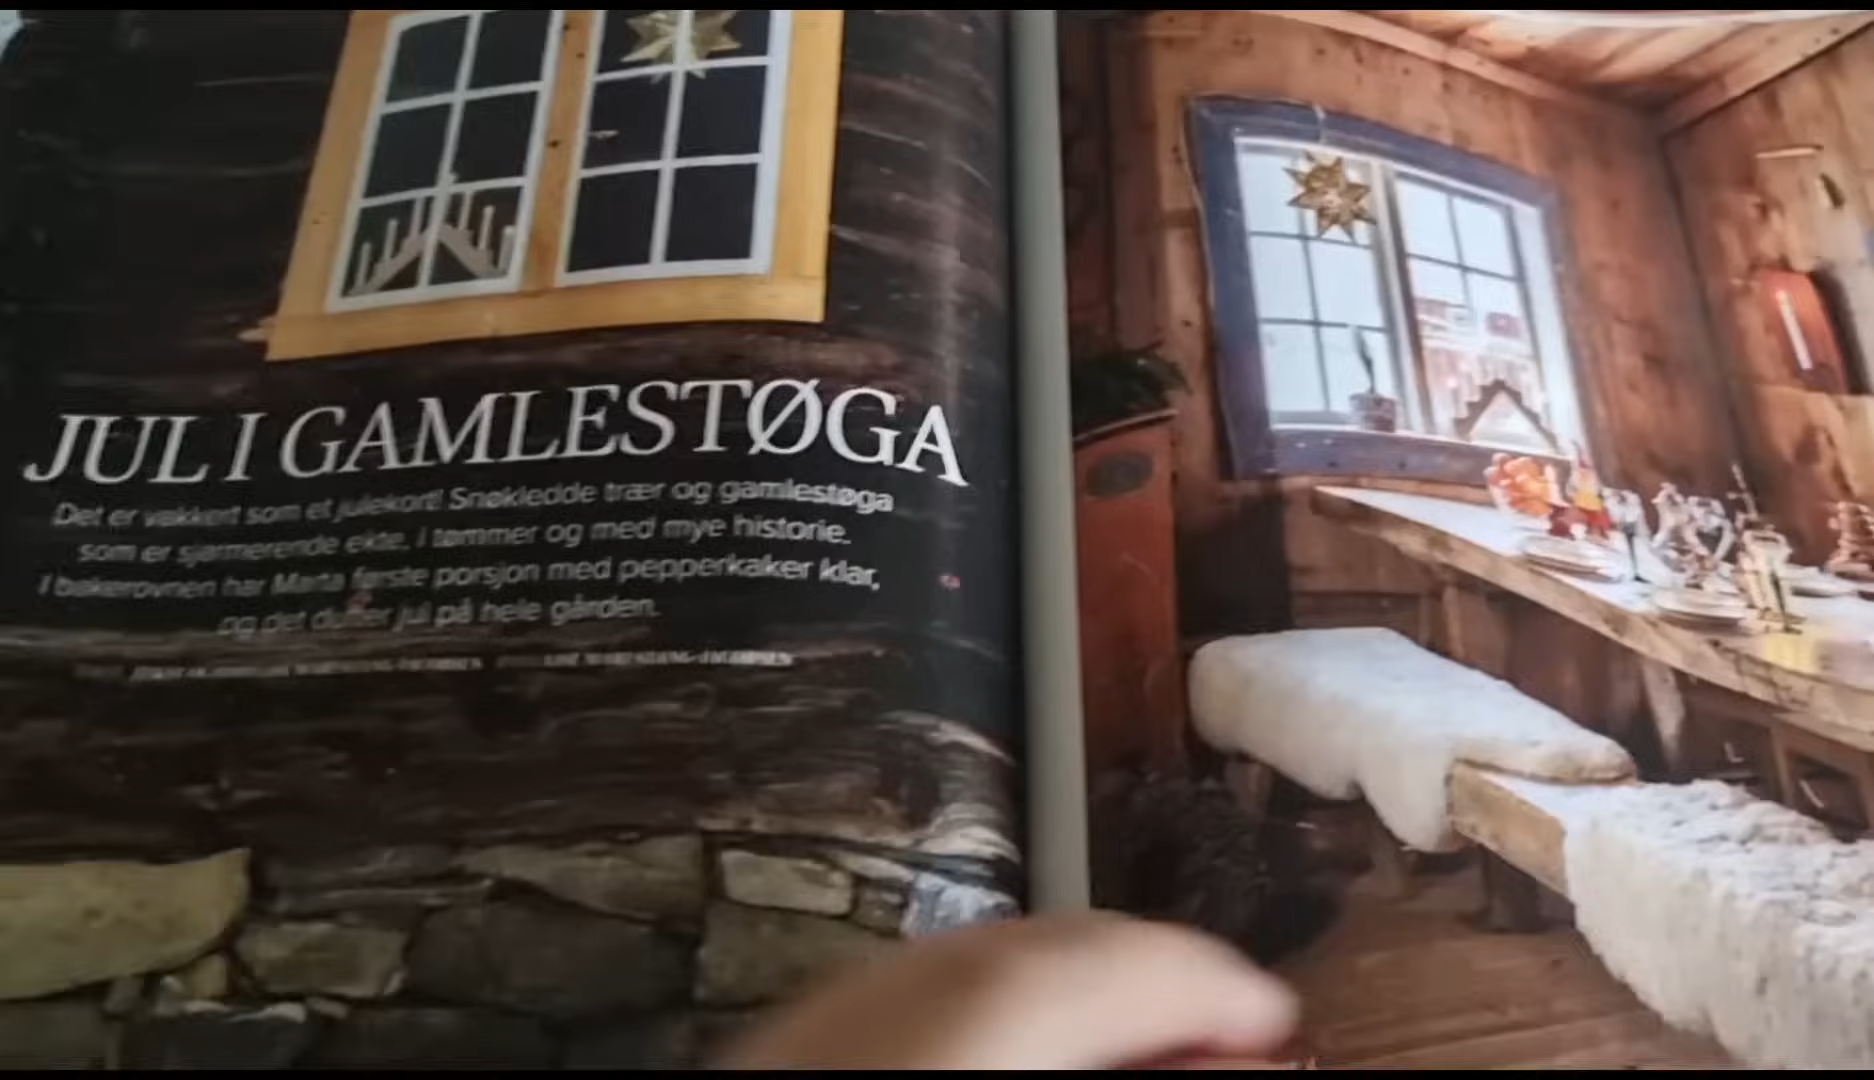 JUL I GAMLESTØGA
Det er vakkert som et julekort! Snøkledde trær og gamlestøga
som er sjarmerende ekte. I tømmer og med mye historie.
I bakerovnen har Marta første porsjon med pepperkaker klar,
og det dufter jul på hele gården.